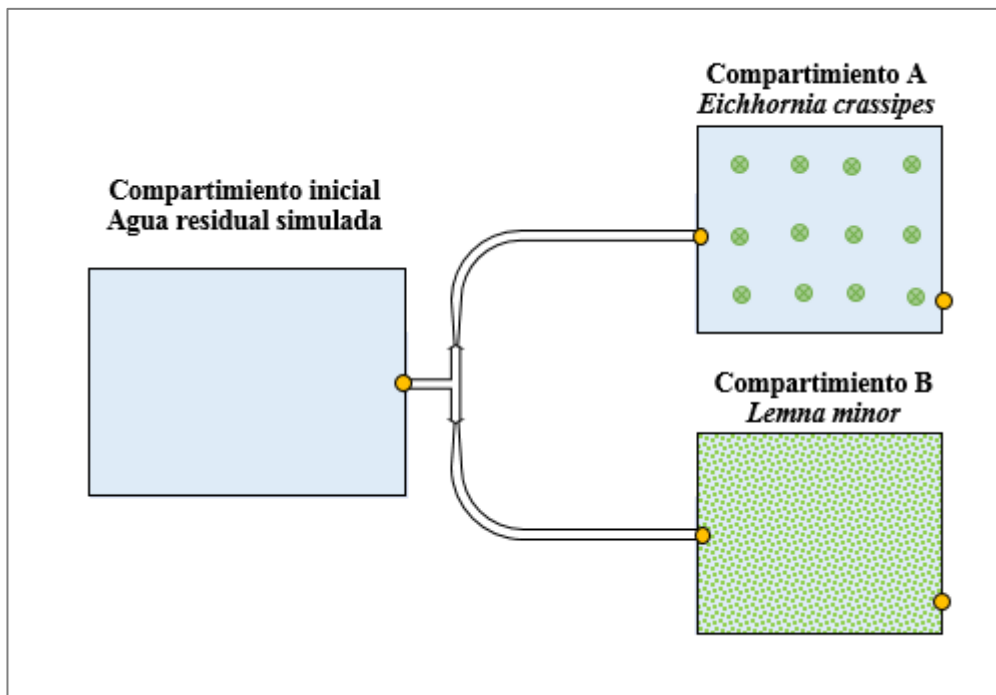 Compartimiento A
Eichhornia crassipes
Compartimiento inicial
Agua residual simulada
Compartimiento B
Lemna minor